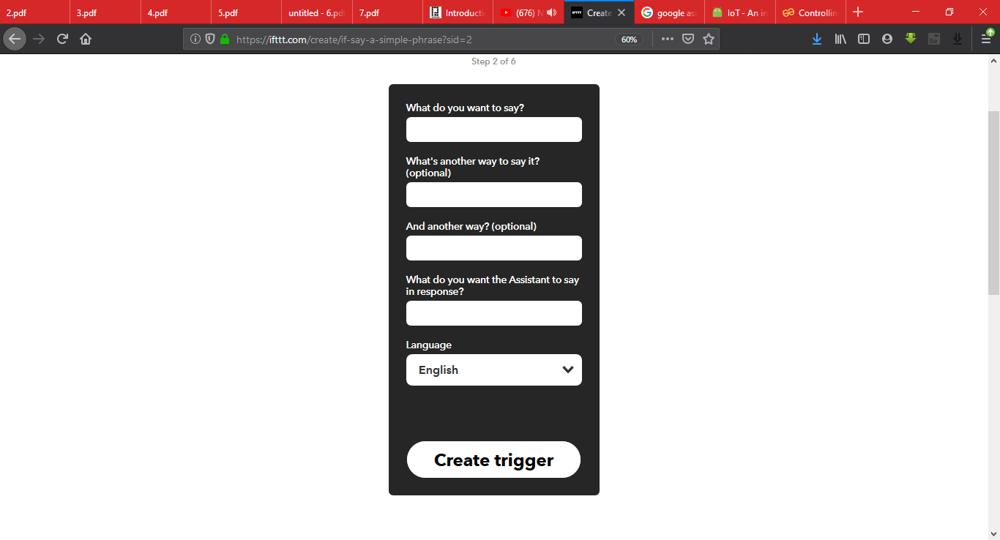 2.pdf
3.pdf
4.pdf
5.pdf
untitled - 6.pd
7.pdf
Introducti
(676) N
Create
google as
IoT - An in
Controllin
https://ifttt.com/create/if-say-a-simple-phrase?sid=2
60%
Step 2 of 6
What do you want to say?
What's another way to say it?
(optional)
And another way? (optional)
What do you want the Assistant to say
in response?
Language
English
Create trigger